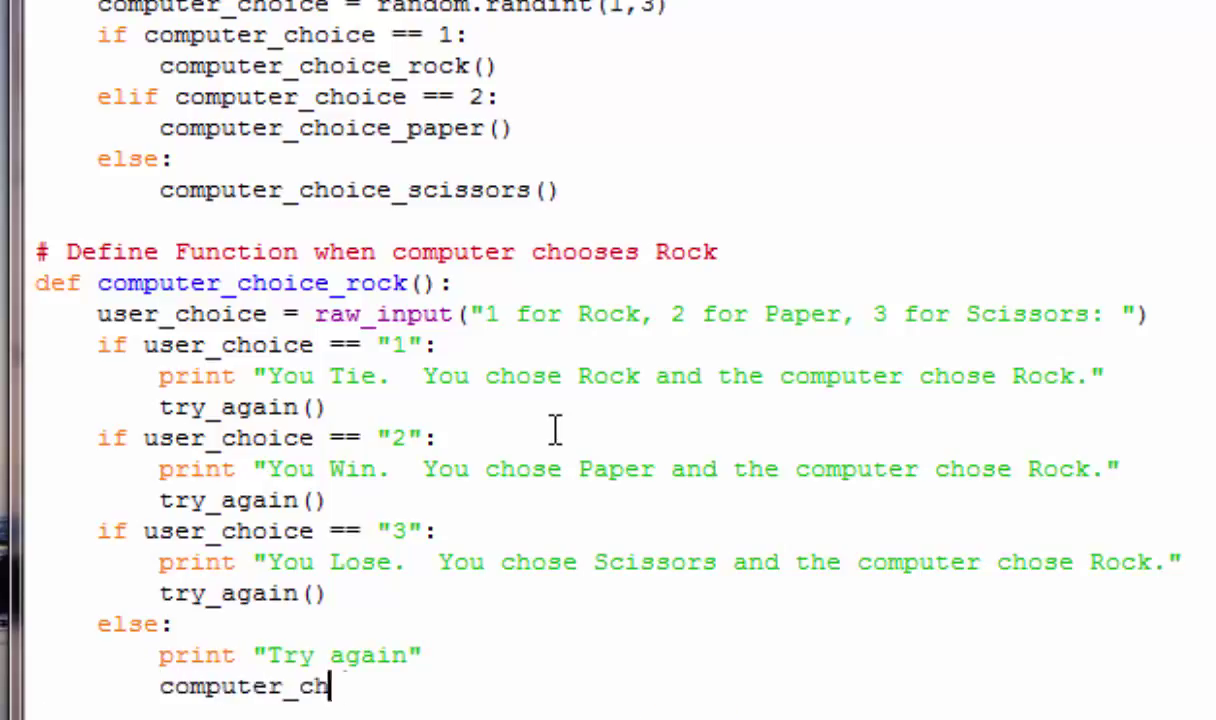 computer_choice = random.randint(1,3)
if computer_choice == 1:
computer_choice_rock()
elif computer_choice == 2:
computer_choice_paper()
else:
computer_choice_scissors()
# Define Function when computer chooses Rock
def computer_choice_rock():
user_choice = raw_input("1 for Rock, 2 for Paper, 3 for Scissors: ")
if user_choice == "1":
print "You Tie.  You chose Rock and the computer chose Rock."
try_again()
if user_choice == "2":
print "You Win.  You chose Paper and the computer chose Rock."
try_again()
if user_choice == "3":
print "You Lose.  You chose Scissors and the computer chose Rock."
try_again()
else:
print "Try again"
computer_ch